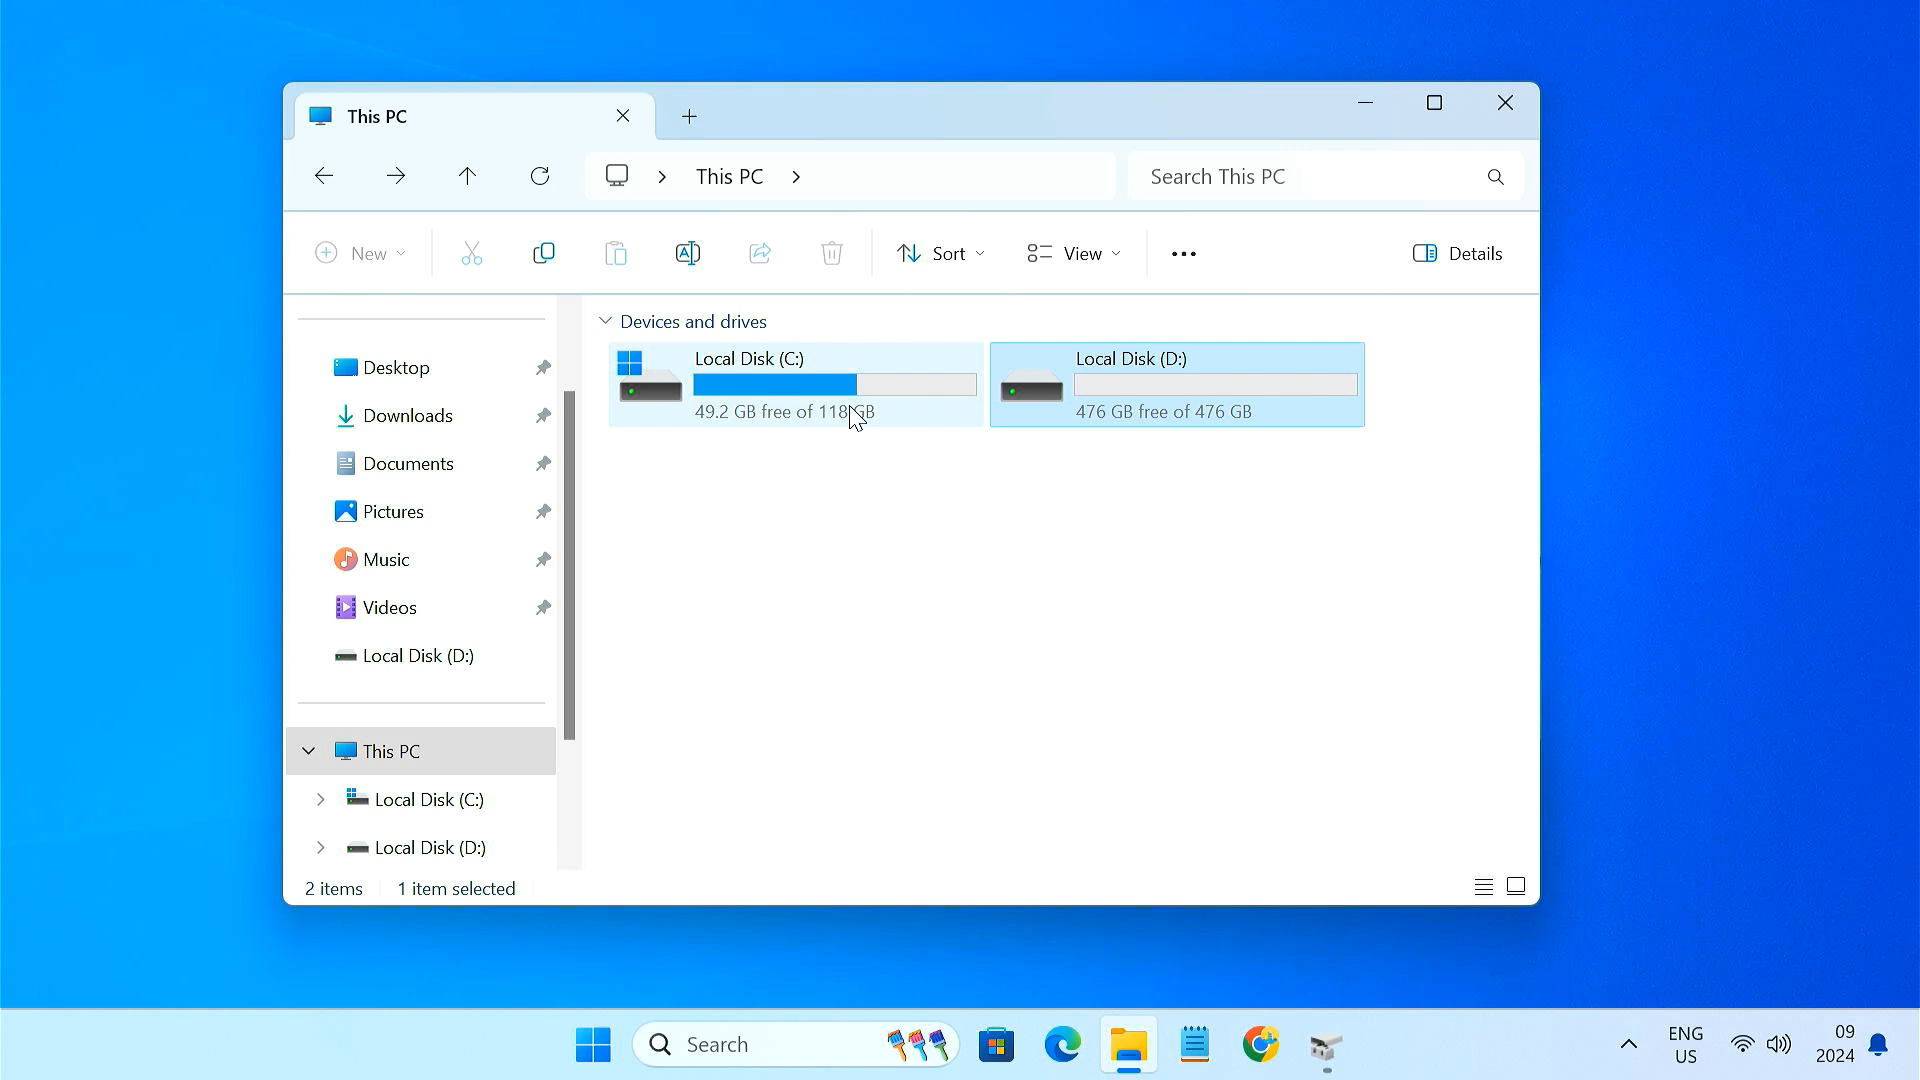 This PC
This PC
Search This PC
New
Sort
View
Details
Desktop
Downloads
Documents
Pictures
Music
Videos
Local Disk (D:)
This PC
Local Disk (C:)
Local Disk (D:)
Devices and drives
Local Disk (C:)
49.2 GB free of 118 GB
Local Disk (D:)
476 GB free of 476 GB
2 items
1 item selected
Search
ENG
US
09
2024